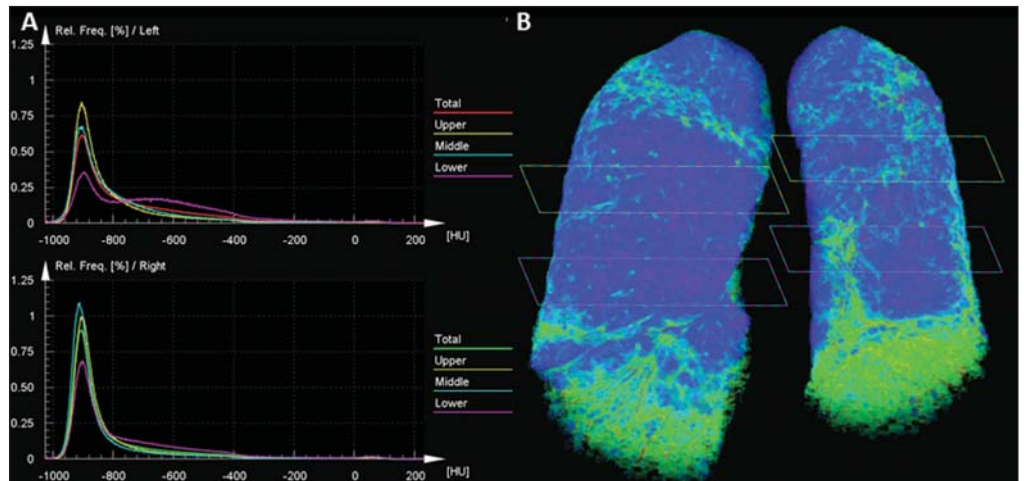 A
Rel. Freq. [%] / Left
1.25
1
0.75
0.50
0.25
0
-1000 -800 -600 -400 -200 0 200
[HU]
Total
Upper
Middle
Lower
Rel. Freq. [%] / Right
1.25
1
0.75
0.50
0.25
0
-1000 -800 -600 -400 -200 0 200
[HU]
Total
Upper
Middle
Lower
B